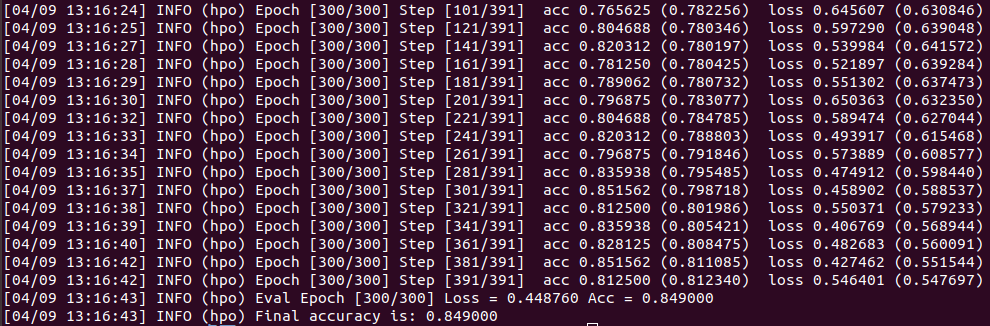 [04/09 13:16:24] INFO (hpo) Epoch [300/300] Step [101/391]  acc 0.765625 (0.782256)  loss 0.645607 (0.630846)
[04/09 13:16:25] INFO (hpo) Epoch [300/300] Step [121/391]  acc 0.804688 (0.780346)  loss 0.597290 (0.639048)
[04/09 13:16:27] INFO (hpo) Epoch [300/300] Step [141/391]  acc 0.820312 (0.780197)  loss 0.539984 (0.641572)
[04/09 13:16:28] INFO (hpo) Epoch [300/300] Step [161/391]  acc 0.781250 (0.780425)  loss 0.521897 (0.639284)
[04/09 13:16:29] INFO (hpo) Epoch [300/300] Step [181/391]  acc 0.789062 (0.780732)  loss 0.551302 (0.637473)
[04/09 13:16:30] INFO (hpo) Epoch [300/300] Step [201/391]  acc 0.796875 (0.783077)  loss 0.650363 (0.632350)
[04/09 13:16:32] INFO (hpo) Epoch [300/300] Step [221/391]  acc 0.804688 (0.784785)  loss 0.589474 (0.627044)
[04/09 13:16:33] INFO (hpo) Epoch [300/300] Step [241/391]  acc 0.820312 (0.788803)  loss 0.493917 (0.615468)
[04/09 13:16:34] INFO (hpo) Epoch [300/300] Step [261/391]  acc 0.796875 (0.791846)  loss 0.573889 (0.608577)
[04/09 13:16:35] INFO (hpo) Epoch [300/300] Step [281/391]  acc 0.835938 (0.795485)  loss 0.474912 (0.598440)
[04/09 13:16:37] INFO (hpo) Epoch [300/300] Step [301/391]  acc 0.851562 (0.798718)  loss 0.458902 (0.588537)
[04/09 13:16:38] INFO (hpo) Epoch [300/300] Step [321/391]  acc 0.812500 (0.801986)  loss 0.550371 (0.579233)
[04/09 13:16:39] INFO (hpo) Epoch [300/300] Step [341/391]  acc 0.835938 (0.805421)  loss 0.406769 (0.568944)
[04/09 13:16:40] INFO (hpo) Epoch [300/300] Step [361/391]  acc 0.828125 (0.808475)  loss 0.482683 (0.560091)
[04/09 13:16:42] INFO (hpo) Epoch [300/300] Step [381/391]  acc 0.851562 (0.811085)  loss 0.427462 (0.551544)
[04/09 13:16:42] INFO (hpo) Epoch [300/300] Step [391/391]  acc 0.812500 (0.812340)  loss 0.546401 (0.547697)
[04/09 13:16:43] INFO (hpo) Eval Epoch [300/300] Loss = 0.448760 Acc = 0.849000
[04/09 13:16:43] INFO (hpo) Final accuracy is: 0.849000